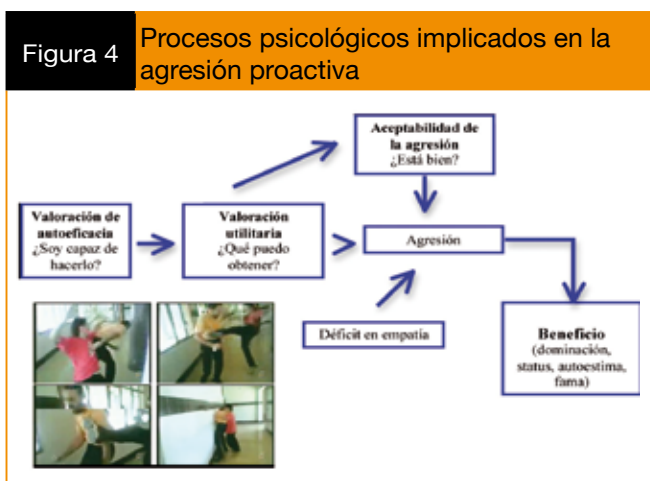 Figura 4
Procesos psicológicos implicados en la
agresión proactiva
Aceptabilidad de
la agresión
¿Está bien?
Valoración de
autoeficacia
¿Soy capaz de
hacerlo?
Valoración
utilitaria
¿Qué puedo
obtener?
Agresión
Déficit en empatía
Beneficio
(dominación,
status, autoestima,
fama)